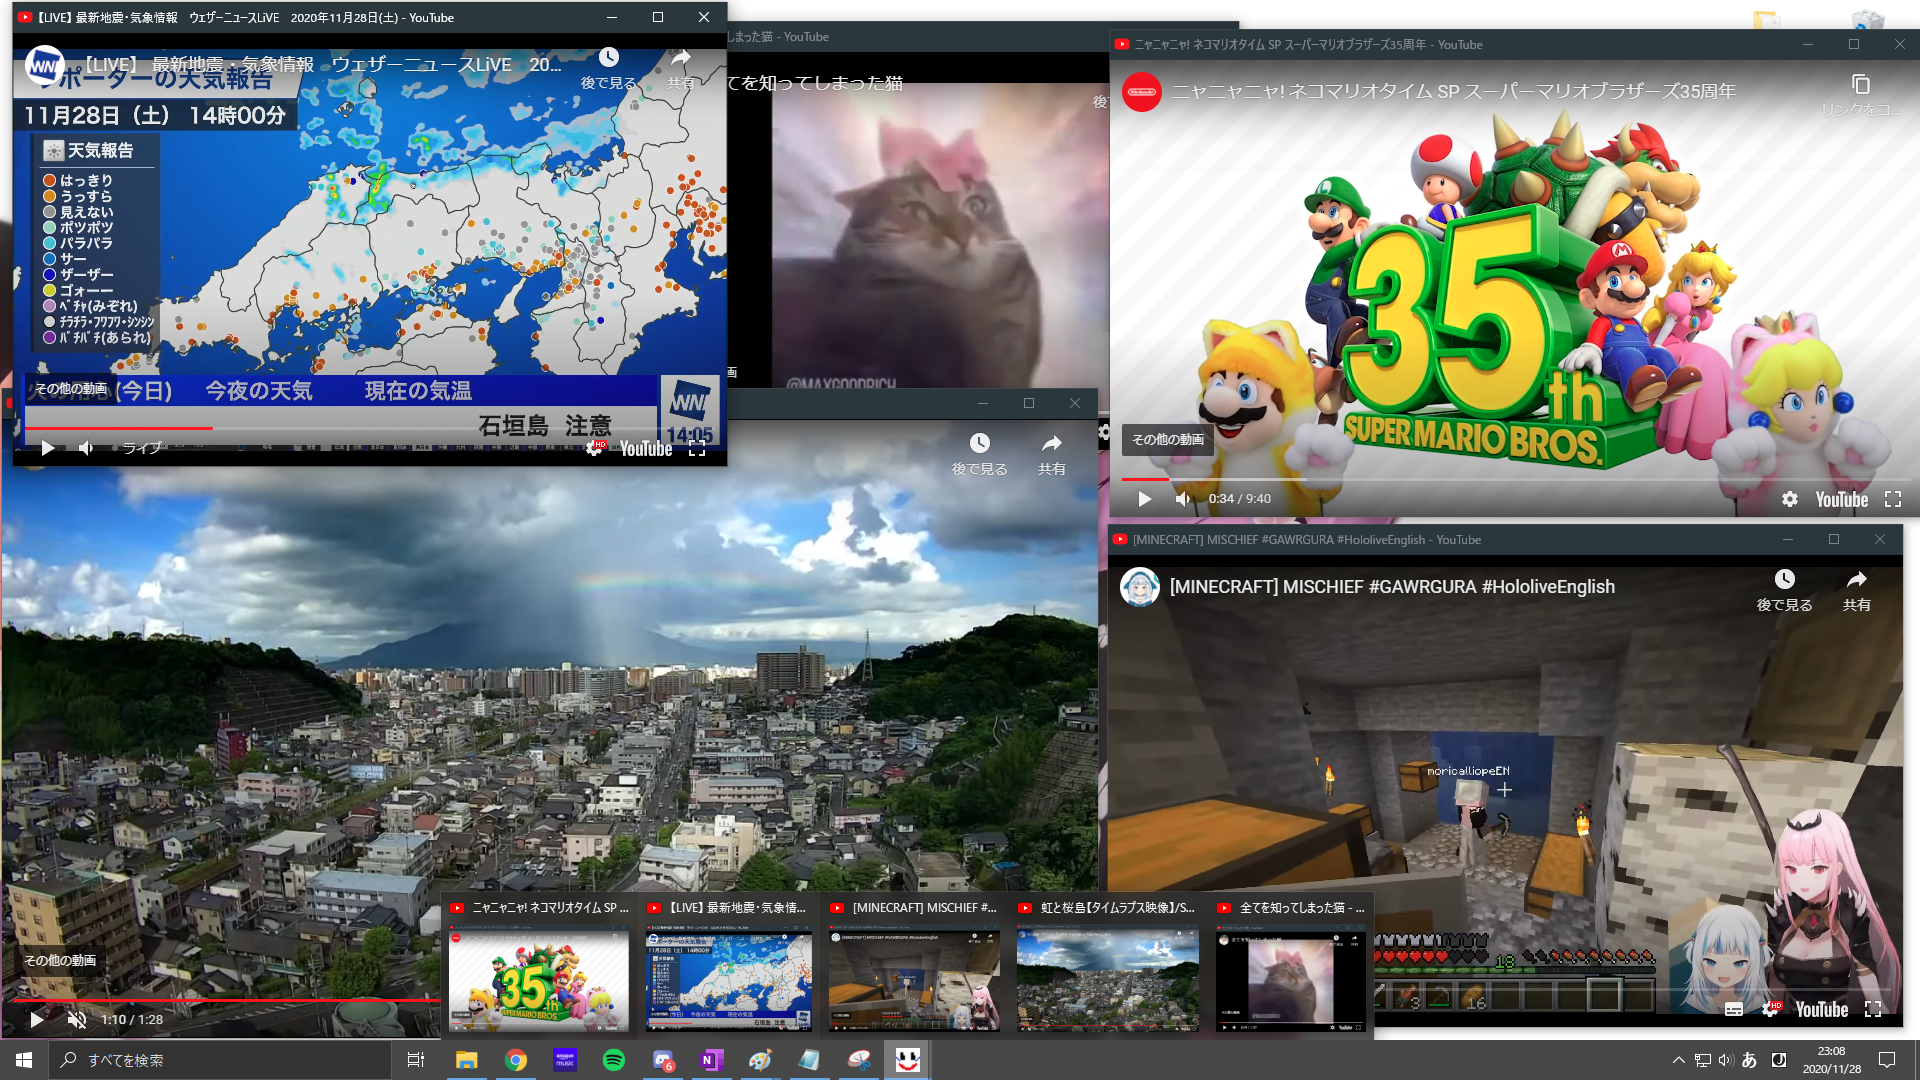 【LIVE】 最新地震・気象情報 ウェザーニュースLiVE 2020年11月28日(土) - YouTube
【LIVE】 最新地震・気象情報 ウェザーニュースLiVE 20...
後で見る
共有
ポーターの天気報告
11月28日（土） 14時00分
天気報告
はっきり
うっすら
見えない
ポツポツ
パラパラ
サー
ザーザー
ゴォーー
ベチャ(みぞれ)
チラチラ・フワフワ・シンシン
パチパチ(あられ)
その他の動画
(今日) 今夜の天気 現在の気温
石垣島 注意
WNI
14:05
ライブ
HD
YouTube
しまった猫 - YouTube
てを知ってしまった猫
後で
@MAXGOODRICH
画
ニャニャニャ! ネコマリオタイム SP スーパーマリオブラザーズ35周年 - YouTube
Nintendo
ニャニャニャ! ネコマリオタイム SP スーパーマリオブラザーズ35周年
リンクをコ...
35th
SUPER MARIO BROS.
その他の動画
0:34 / 9:40
YouTube
後で見る
共有
その他の動画
1:10 / 1:28
[MINECRAFT] MISCHIEF #GAWRGURA #HololiveEnglish - YouTube
[MINECRAFT] MISCHIEF #GAWRGURA #HololiveEnglish
後で見る
共有
moricalliopeEN
18
3
16
HD
YouTube
ニャニャニャ! ネコマリオタイム SP ...
【LIVE】 最新地震・気象情...
[MINECRAFT] MISCHIEF #...
虹と桜島【タイムラプス映像】/S...
全てを知ってしまった猫 - ...
すべてを検索
amazon music
6
N
あ
23:08
2020/11/28